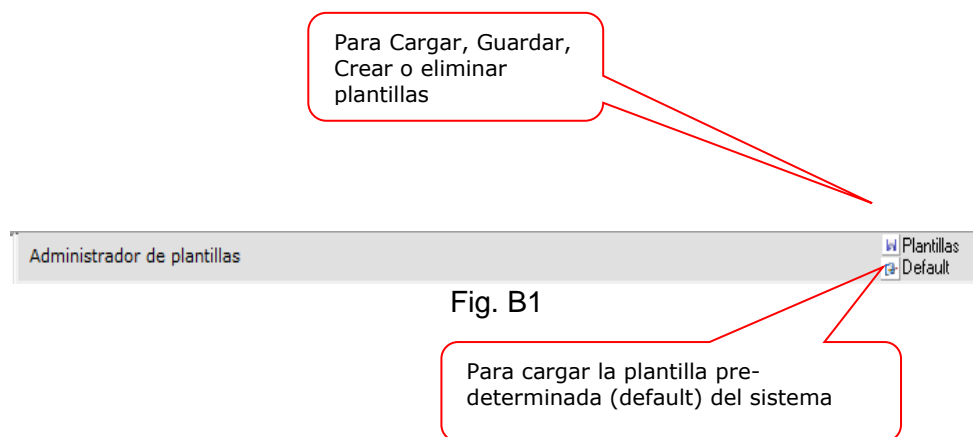 Para Cargar, Guardar,
Crear o eliminar
plantillas
Administrador de plantillas
Plantillas
Default
Fig. B1
Para cargar la plantilla pre-
determinada (default) del sistema